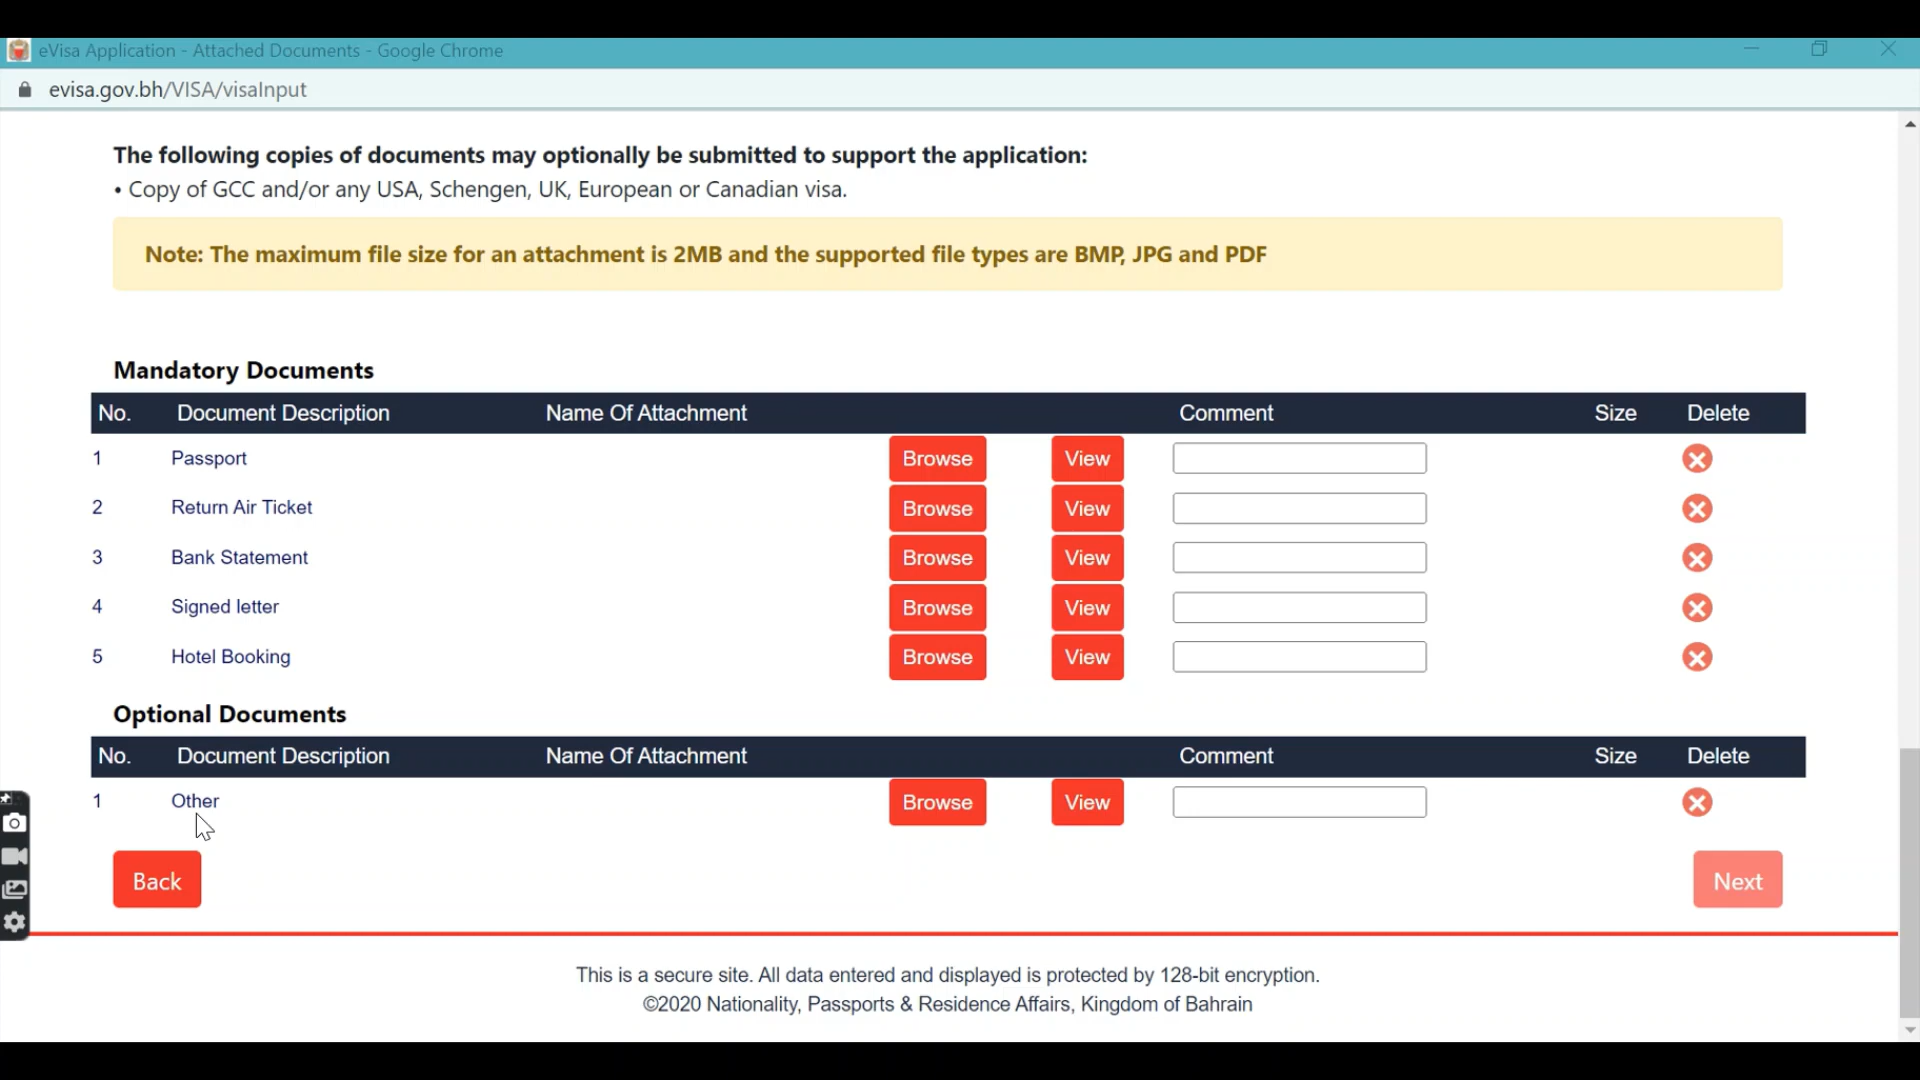 eVisa Application - Attached Documents - Google Chrome
evisa.gov.bh/VISA/visaInput
The following copies of documents may optionally be submitted to support the application:
• Copy of GCC and/or any USA, Schengen, UK, European or Canadian visa.
Note: The maximum file size for an attachment is 2MB and the supported file types are BMP, JPG and PDF
Mandatory Documents
No. Document Description Name Of Attachment Comment Size Delete
1 Passport Browse View
2 Return Air Ticket Browse View
3 Bank Statement Browse View
4 Signed letter Browse View
5 Hotel Booking Browse View
Optional Documents
No. Document Description Name Of Attachment Comment Size Delete
1 Other Browse View
Back Next
This is a secure site. All data entered and displayed is protected by 128-bit encryption.
©2020 Nationality, Passports & Residence Affairs, Kingdom of Bahrain